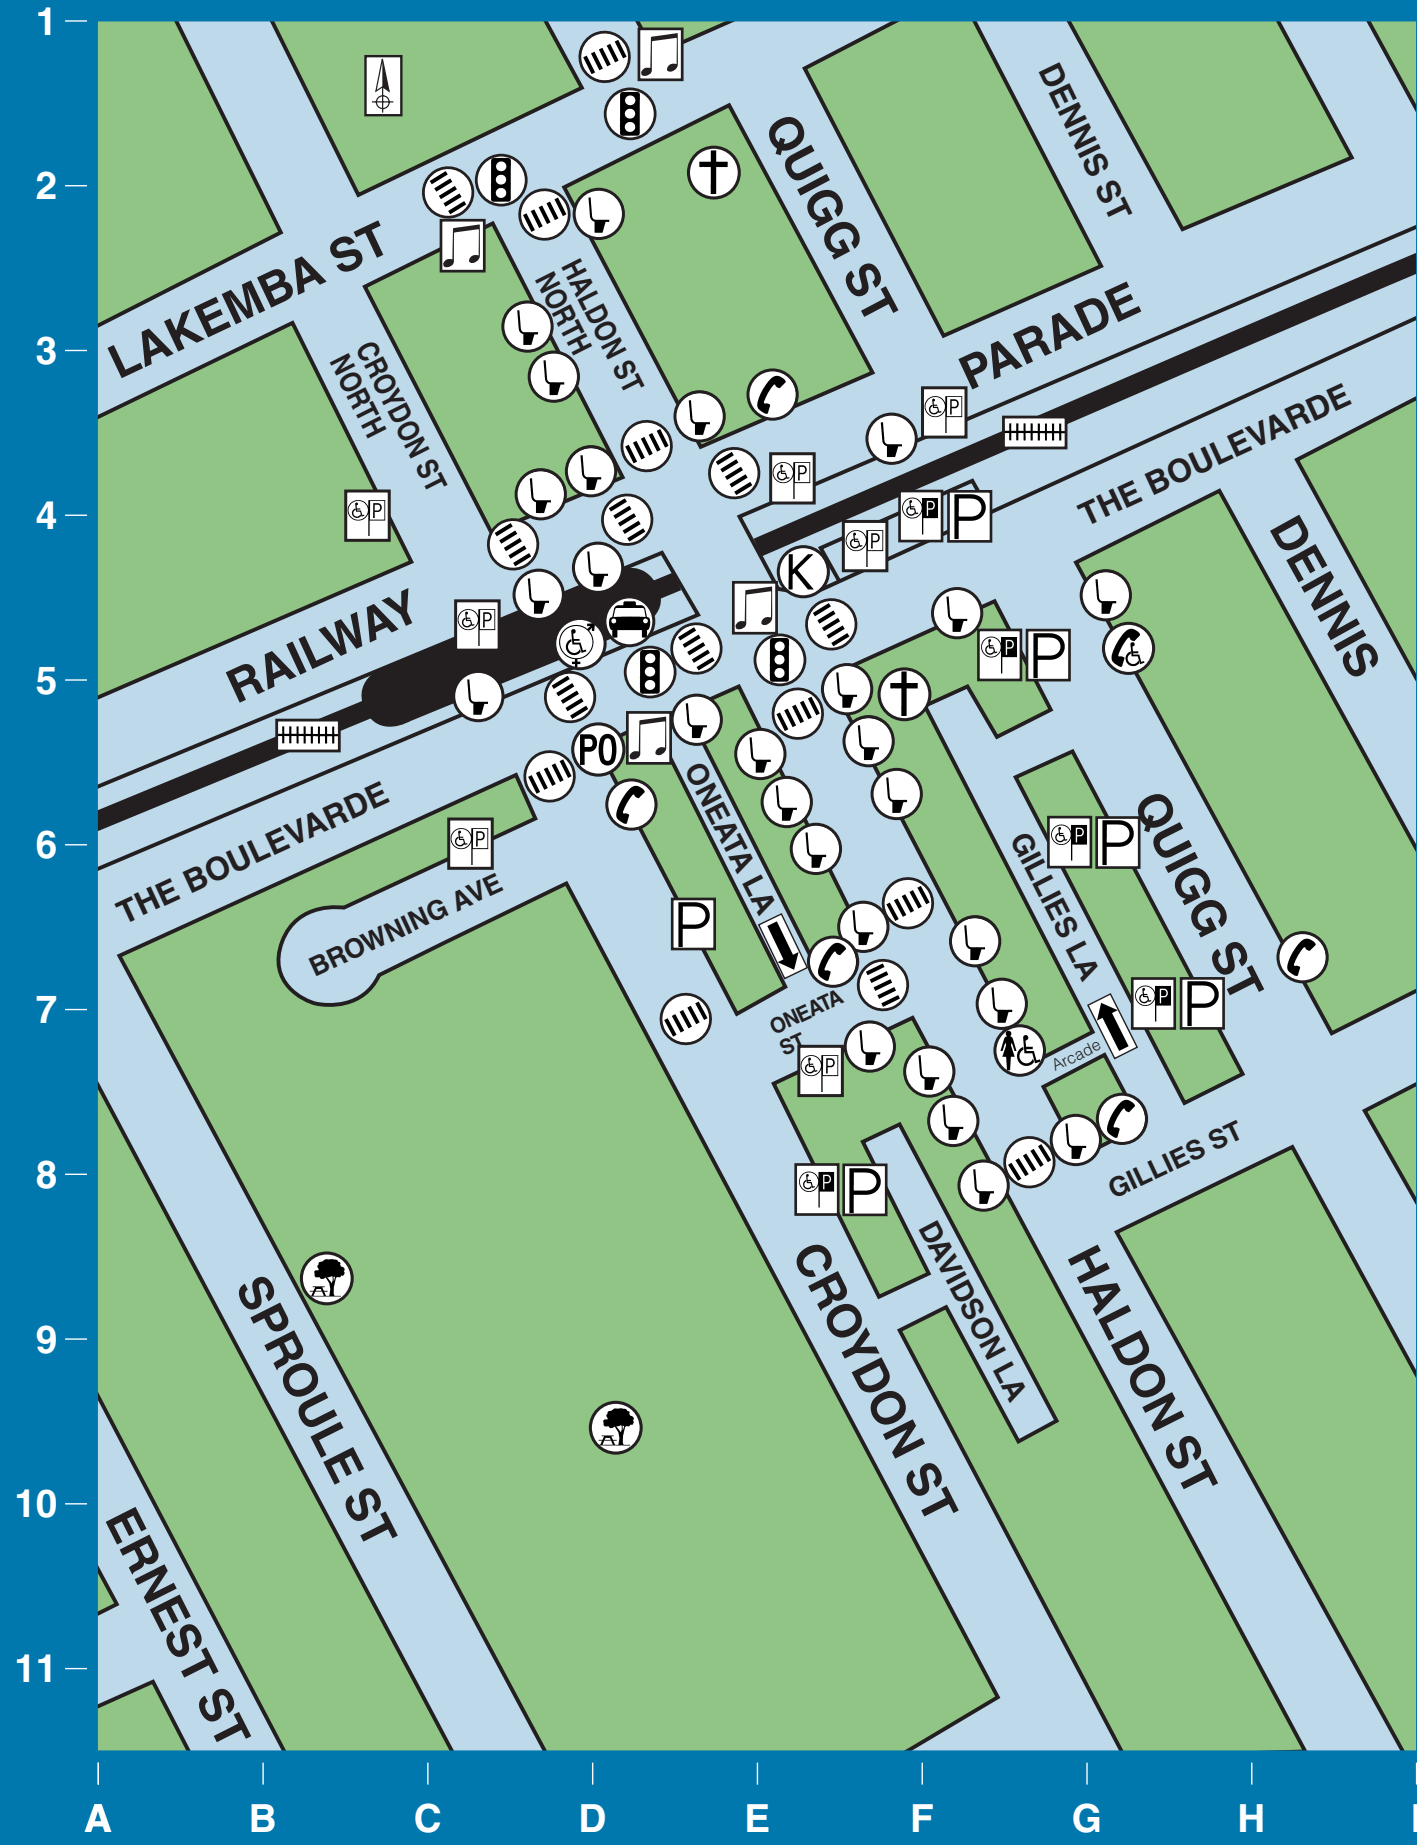 1
2
3
4
5
6
7
8
9
10
11
A
B
C
D
E
F
G
H
LAKEMBA ST
CROYDON ST
NORTH
HALDON ST
NORTH
QUIGG ST
DENNIS ST
PARADE
THE BOULEVARDE
P
P
P
P P
K
RAILWAY
P
P
DENNIS
P P
PO
THE BOULEVARDE
P
BROWNING AVE
ONEATA LA
P
GILLIES LA
P P
QUIGG ST
P P
ONEATA
ST
P
Arcade
GILLIES ST
P P
DAVIDSON LA
CROYDON ST
HALDON ST
SPROULE ST
ERNEST ST